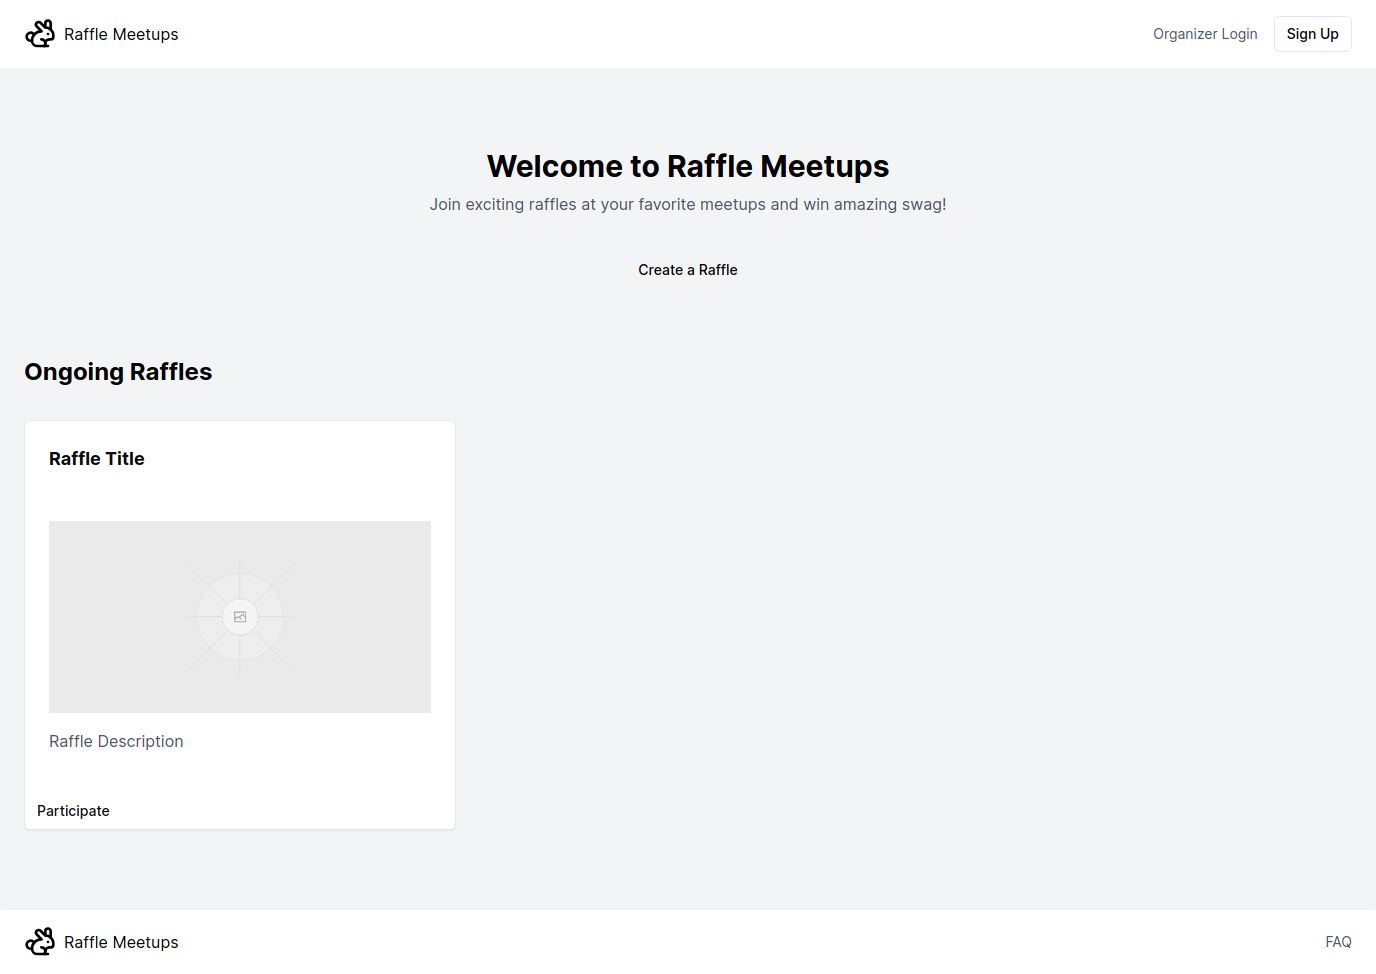 Raffle Meetups
Organizer Login
Sign Up
Welcome to Raffle Meetups
Join exciting raffles at your favorite meetups and win amazing swag!
Create a Raffle
Ongoing Raffles
Raffle Title
Raffle Description
Participate
Raffle Meetups
FAQ